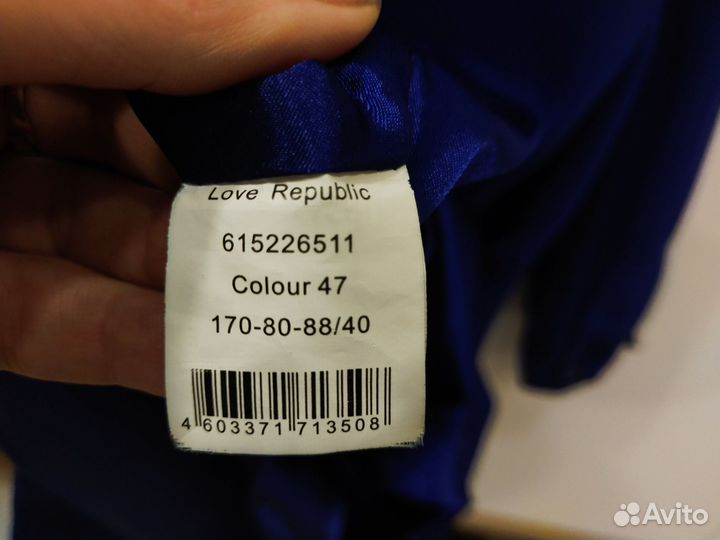 Love Republic
615226511
Colour 47
170-80-88/40
4 603371 713508
Avito